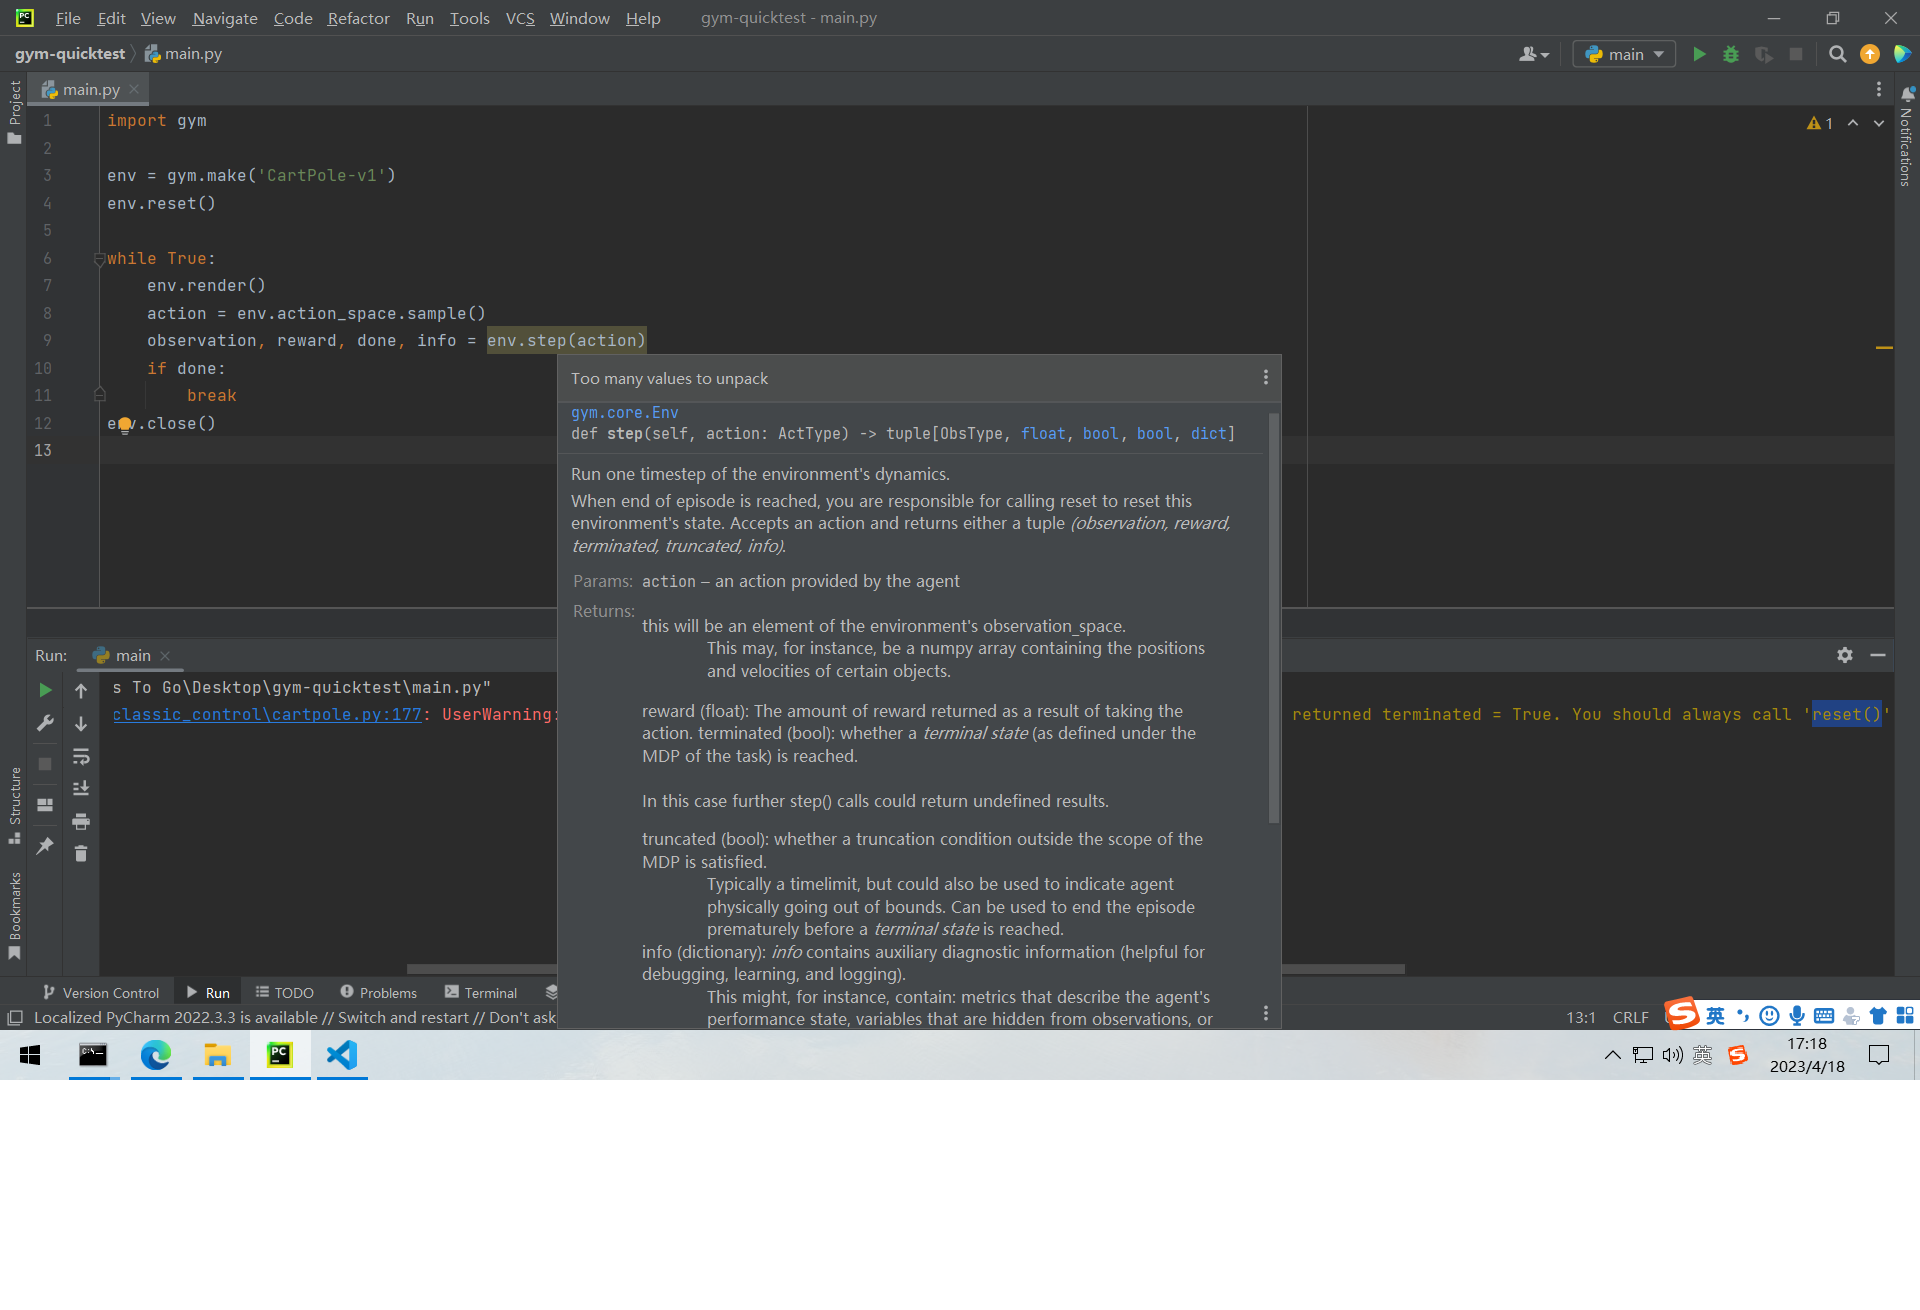 File Edit View Navigate Code Refactor Run Tools VCS Window Help gym-quicktest - main.py
gym-quicktest main.py
main
Project
main.py
Notifications
1 import gym
1
2
3 env = gym.make('CartPole-v1')
4 env.reset()
5
6 while True:
7 env.render()
8 action = env.action_space.sample()
9 observation, reward, done, info = env.step(action)
10 if done:
11 break
12 env.close()
13
Too many values to unpack
gym.core.Env
def step(self, action: ActType) -> tuple[ObsType, float, bool, bool, dict]
Run one timestep of the environment's dynamics.
When end of episode is reached, you are responsible for calling reset to reset this
environment's state. Accepts an action and returns either a tuple (observation, reward,
terminated, truncated, info).
Params: action – an action provided by the agent
Returns:
this will be an element of the environment's observation_space.
This may, for instance, be a numpy array containing the positions
and velocities of certain objects.
reward (float): The amount of reward returned as a result of taking the
action. terminated (bool): whether a terminal state (as defined under the
MDP of the task) is reached.
In this case further step() calls could return undefined results.
truncated (bool): whether a truncation condition outside the scope of the
MDP is satisfied.
Typically a timelimit, but could also be used to indicate agent
physically going out of bounds. Can be used to end the episode
prematurely before a terminal state is reached.
info (dictionary): info contains auxiliary diagnostic information (helpful for
debugging, learning, and logging).
This might, for instance, contain: metrics that describe the agent's
performance state, variables that are hidden from observations, or
Run: main
s To Go\Desktop\gym-quicktest\main.py"
classic_control\cartpole.py:177: UserWarning: returned terminated = True. You should always call 'reset()'
Structure
Bookmarks
Version Control Run TODO Problems Terminal
Localized PyCharm 2022.3.3 is available // Switch and restart // Don't ask
13:1 CRLF
英
英
17:18
2023/4/18